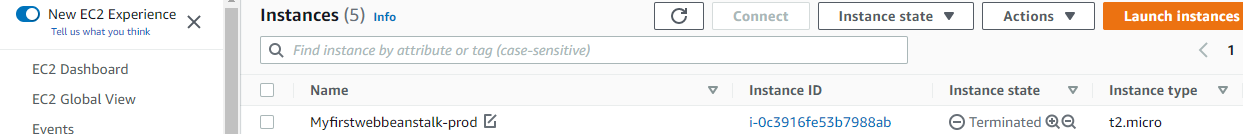 New EC2 Experience
Tell us what you think
EC2 Dashboard
EC2 Global View
Events
Instances (5) Info
Connect
Instance state
Actions
Launch instances
Find instance by attribute or tag (case-sensitive)
1
Name Instance ID Instance state Instance type
Myfirstwebbeanstalk-prod i-0c3916fe53b7988ab Terminated t2.micro